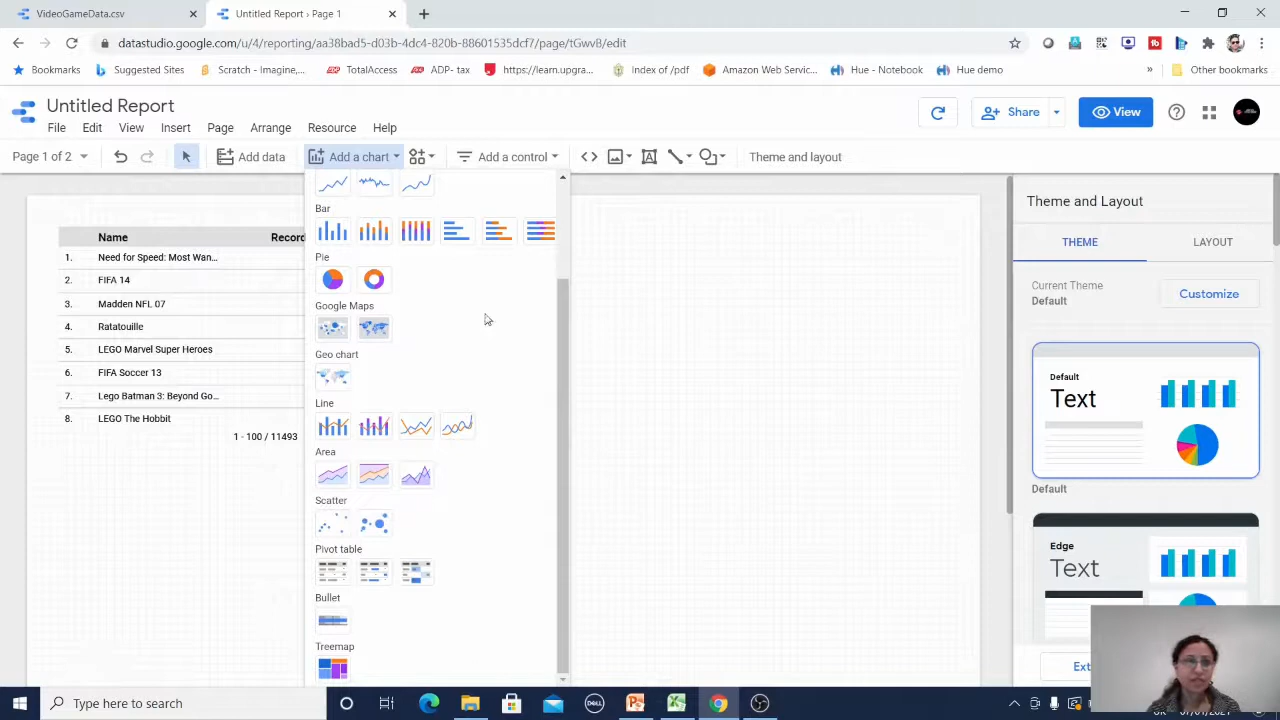 VideoGameData.csv
Untitled Report › Page 1
datastudio.google.com/u/4/reporting/aa38bad5-d03b-4dc4-820b-88601535dcf7/page/tGwvB/edit
Bookmarks Suggested Sites Scratch - Imagine,... TotalAccess ADP- tax https://learn.upgra... Index of /pdf Amazon Web Servic... Hue - Notebook Hue demo » Other bookmarks
Untitled Report
File Edit View Insert Page Arrange Resource Help
Share View
Page 1 of 2 Add data Add a chart Add a control Theme and layout
Name Record
1. Need for Speed: Most Wan...
2. FIFA 14
3. Madden NFL 07
4. Ratatouille
5. LEGO Marvel Super Heroes
6. FIFA Soccer 13
7. Lego Batman 3: Beyond Go...
8. LEGO The Hobbit
1 - 100 / 11493
Bar
Pie
Google Maps
Geo chart
Line
Area
Scatter
Pivot table
Bullet
Treemap
Theme and Layout
THEME LAYOUT
Current Theme
Default
Customize
Default
Text
Default
Edge
Text
Ext
Type here to search